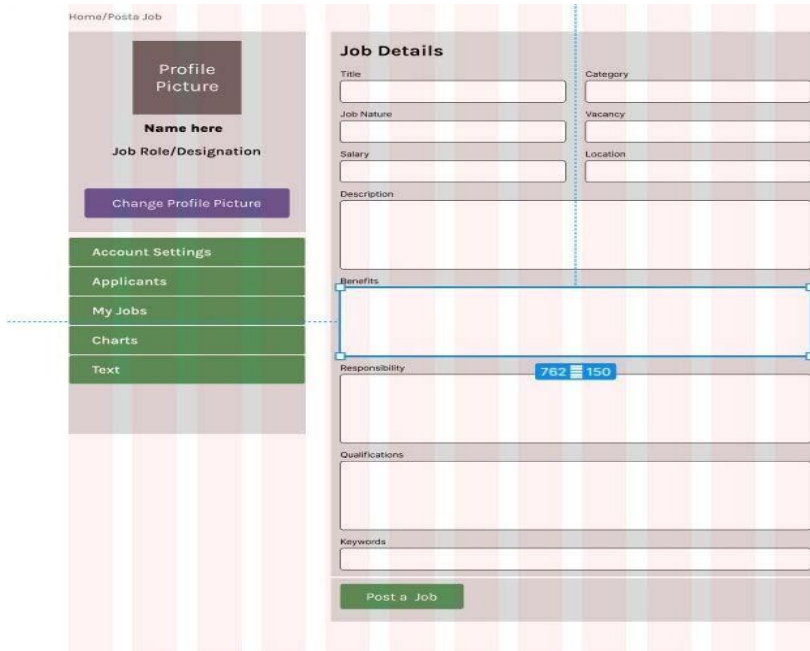 Home/Posta Job
Profile
Picture
Name here
Job Role/Designation
Change Profile Picture
Account Settings
Applicants
My Jobs
Charts
Text
Job Details
Title
Category
Job Nature
Vacancy
Salary
Location
Description
Benefits
Responsibility
762
150
Qualifications
Keywords
Post a Job